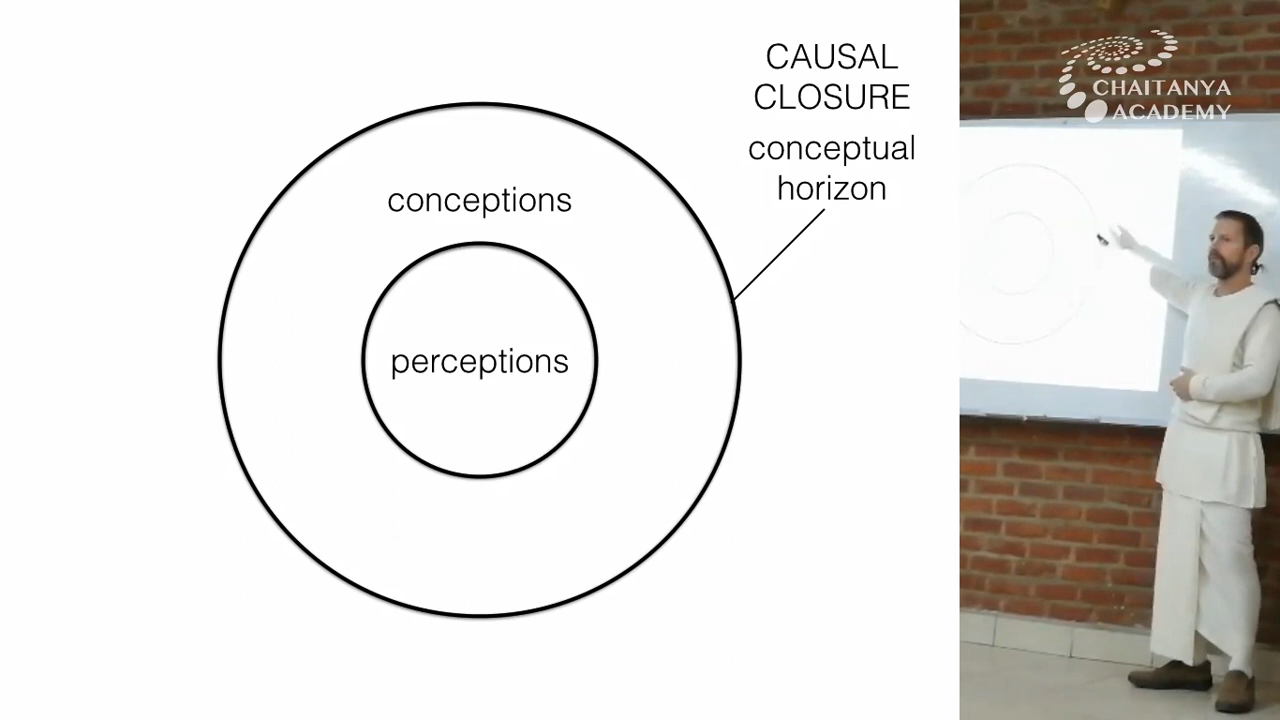 CAUSAL
CLOSURE
conceptual
horizon
conceptions
perceptions
CHAITANYA
ACADEMY